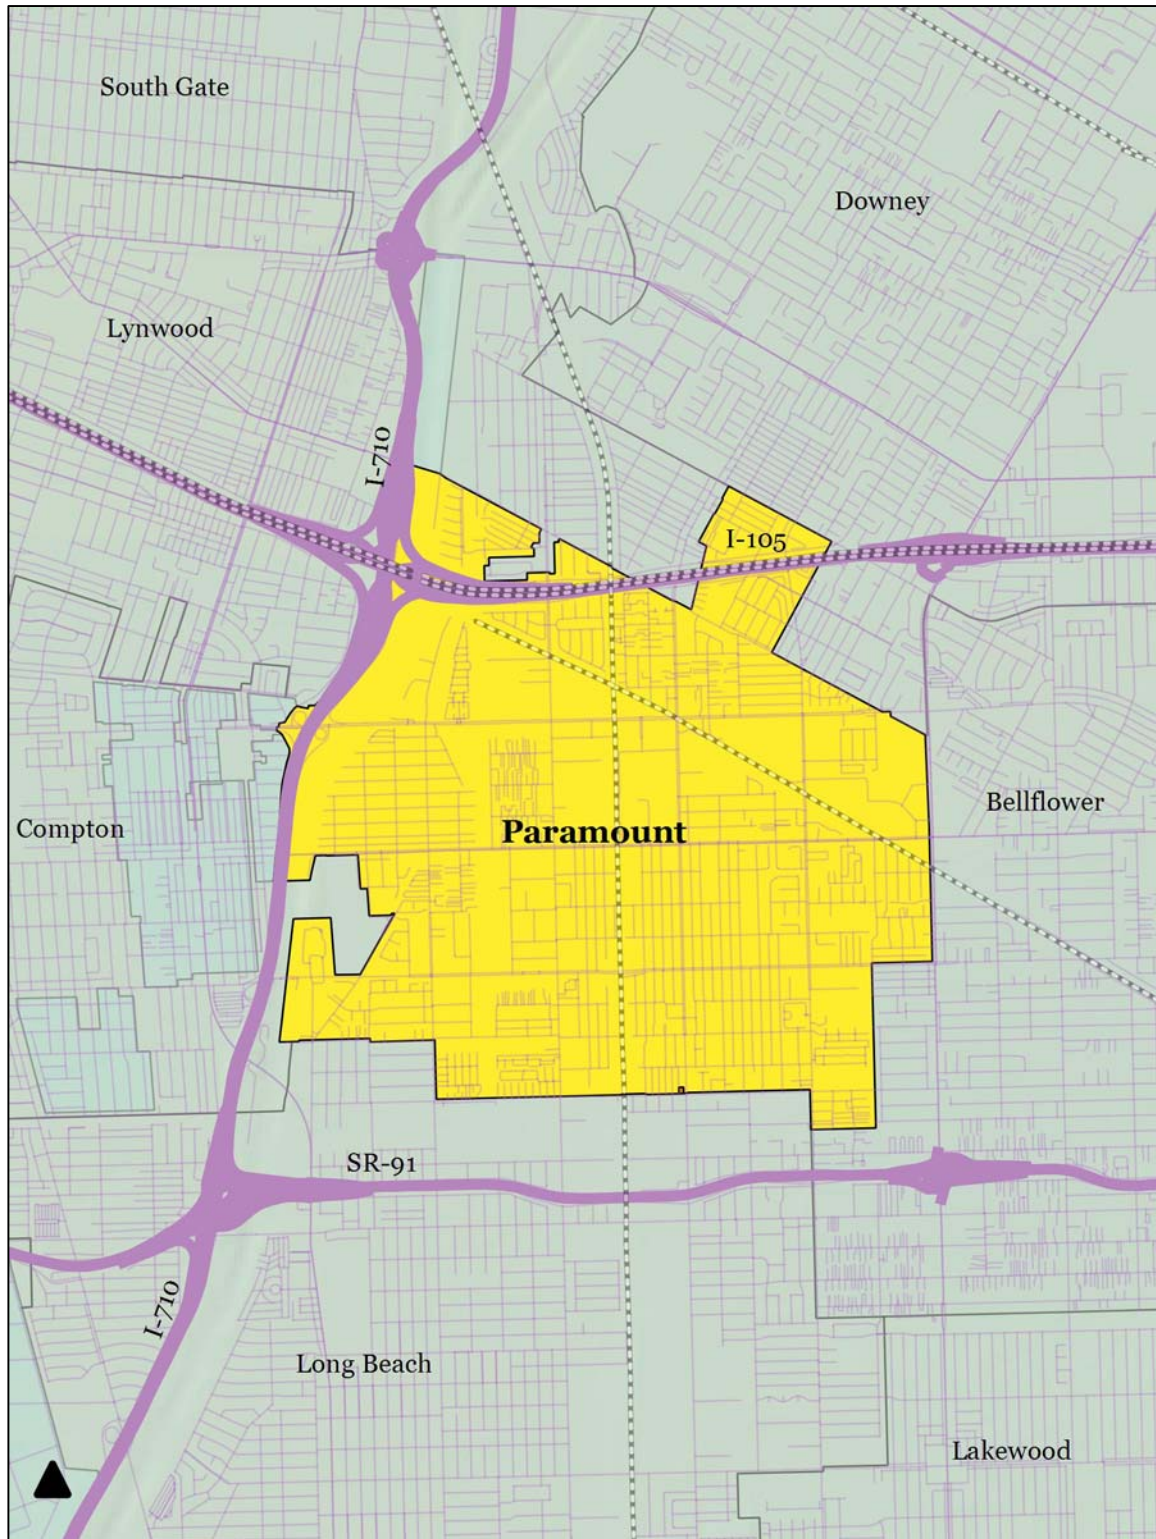 South Gate
Downey
Lynwood
I-710
I-105
Bellflower
Compton
Paramount
SR-91
I-710
Long Beach
Lakewood